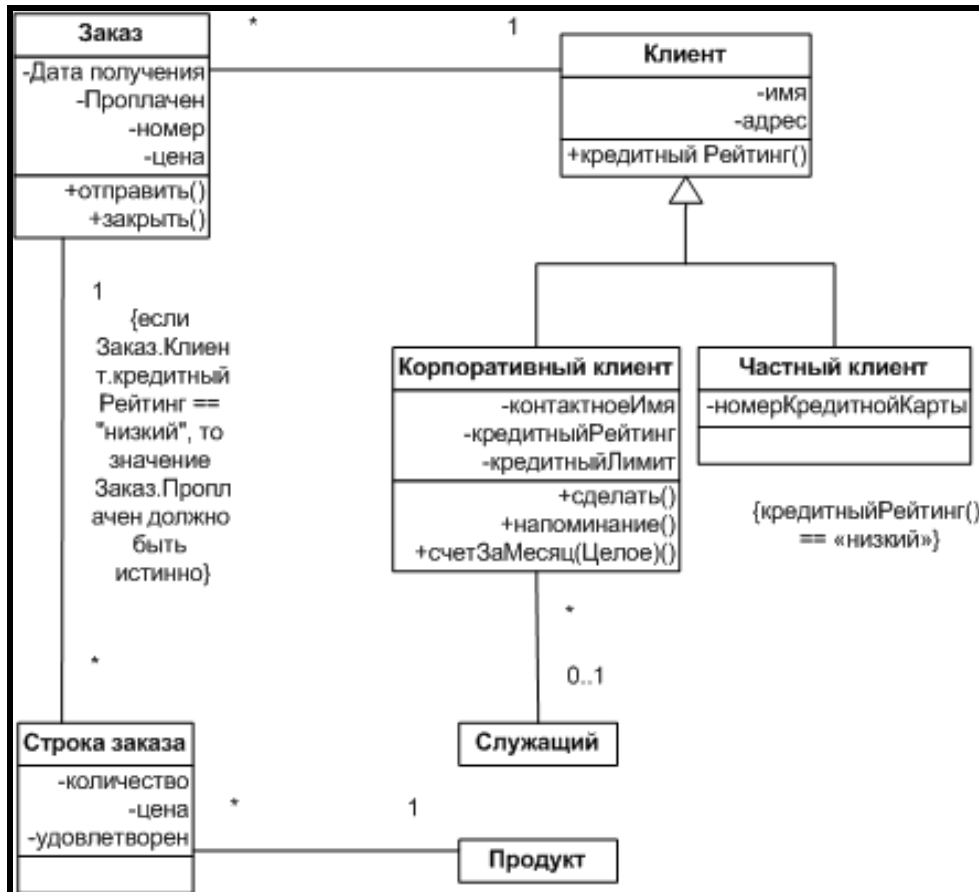 Заказ
-Дата получения
-Проплачен
-номер
-цена
+отправить()
+закрыть()
*
1
Клиент
-имя
-адрес
+кредитный Рейтинг()
1
{если
Заказ.Клиен
т.кредитный
Рейтинг ==
"низкий", то
значение
Заказ.Пропл
ачен должно
быть
истинно}
*
Корпоративный клиент
-контактноеИмя
-кредитныйРейтинг
-кредитныйЛимит
+сделать()
+напоминание()
+счетЗаМесяц(Целое)()
Частный клиент
-номерКредитнойКарты
{кредитныйРейтинг()
== «низкий»}
*
0..1
Служащий
Строка заказа
-количество
-цена
-удовлетворен
*
1
Продукт